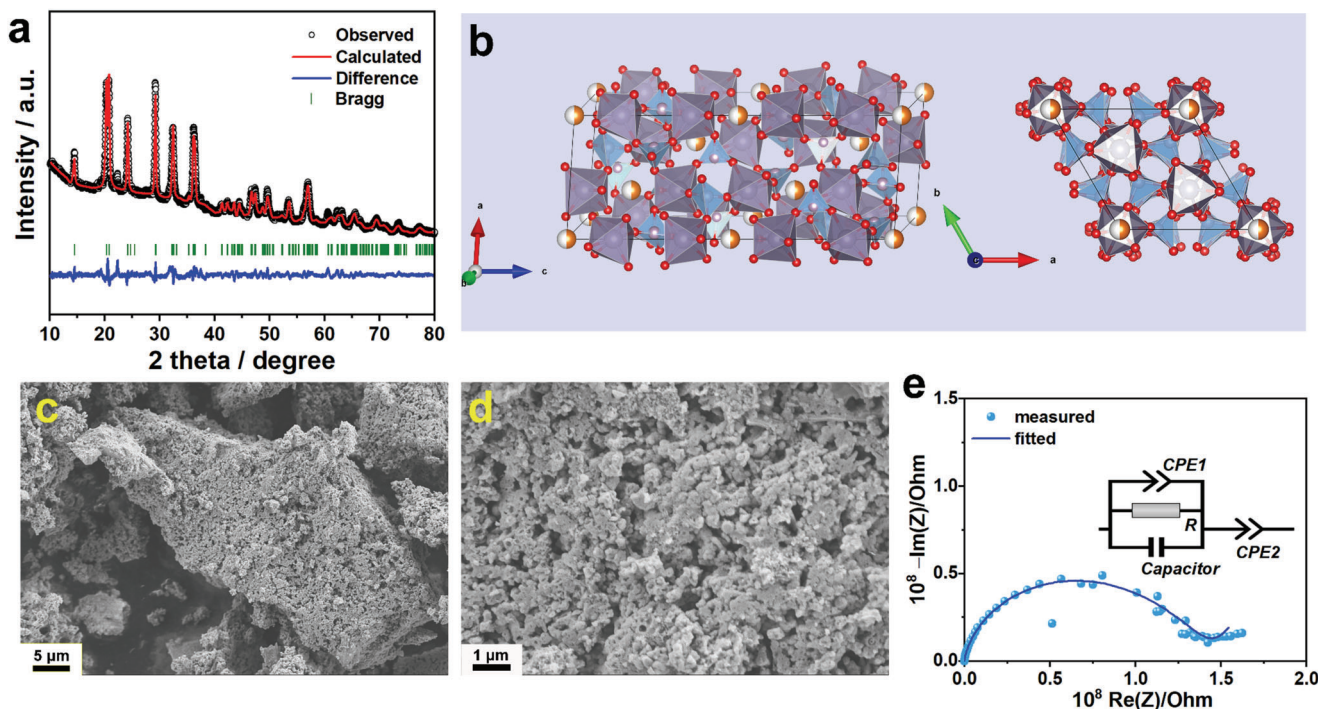 a
Observed
Calculated
Difference
Bragg
Intensity / a.u.
10 20 30 40 50 60 70 80
2 theta / degree
b
a
b
c
b
c
a
c
5 µm
d
1 µm
e
measured
fitted
CPE1
R
Capacitor
CPE2
10⁸ –Im(Z)/Ohm
1.5
1.0
0.5
0.0
0.0 0.5 1.0 1.5 2.0
10⁸ Re(Z)/Ohm